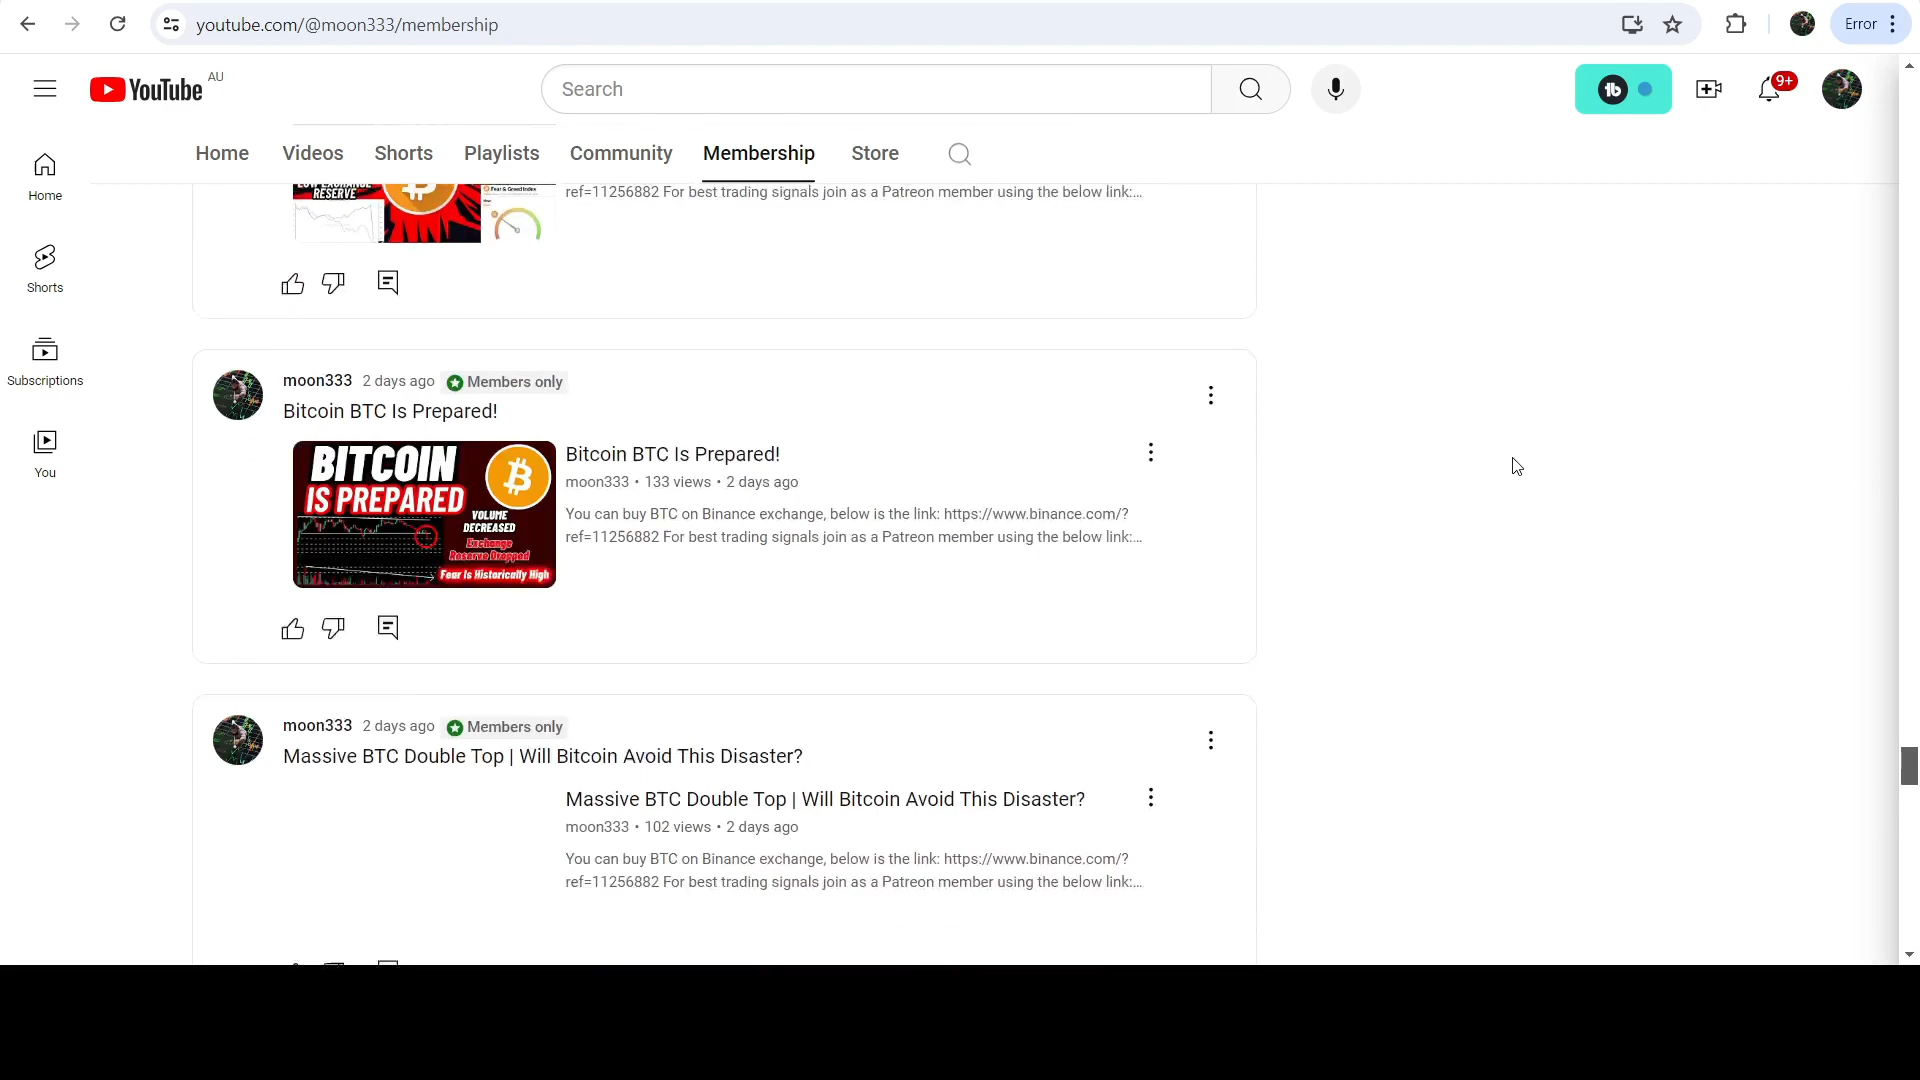 youtube.com/@moon333/membership
Error
YouTube AU
Search
9+
Home
Videos
Shorts
Playlists
Community
Membership
Store
Home
Shorts
Subscriptions
You
RESERVE
Fear & Greed Index
ref=11256882 For best trading signals join as a Patreon member using the below link:...
moon333 2 days ago Members only
Bitcoin BTC Is Prepared!
BITCOIN
IS PREPARED
VOLUME
DECREASED
Exchange
Reserve Dropped
Fear Is Historically High
Bitcoin BTC Is Prepared!
moon333 • 133 views • 2 days ago
You can buy BTC on Binance exchange, below is the link: https://www.binance.com/?
ref=11256882 For best trading signals join as a Patreon member using the below link:...
moon333 2 days ago Members only
Massive BTC Double Top | Will Bitcoin Avoid This Disaster?
Massive BTC Double Top | Will Bitcoin Avoid This Disaster?
moon333 • 102 views • 2 days ago
You can buy BTC on Binance exchange, below is the link: https://www.binance.com/?
ref=11256882 For best trading signals join as a Patreon member using the below link:...